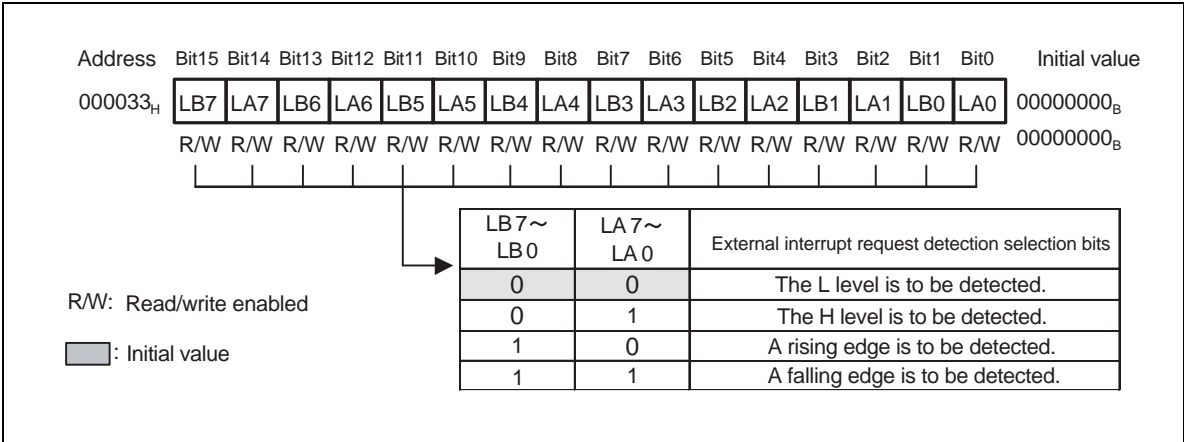 Address Bit15 Bit14 Bit13 Bit12 Bit11 Bit10 Bit9 Bit8 Bit7 Bit6 Bit5 Bit4 Bit3 Bit2 Bit1 Bit0 Initial value
000033H LB7 LA7 LB6 LA6 LB5 LA5 LB4 LA4 LB3 LA3 LB2 LA2 LB1 LA1 LB0 LA0 00000000B
R/W R/W R/W R/W R/W R/W R/W R/W R/W R/W R/W R/W R/W R/W R/W R/W 00000000B
LB7~ LB0 LA7~ LA0 External interrupt request detection selection bits
0 0 The L level is to be detected.
0 1 The H level is to be detected.
1 0 A rising edge is to be detected.
1 1 A falling edge is to be detected.
R/W: Read/write enabled
: Initial value